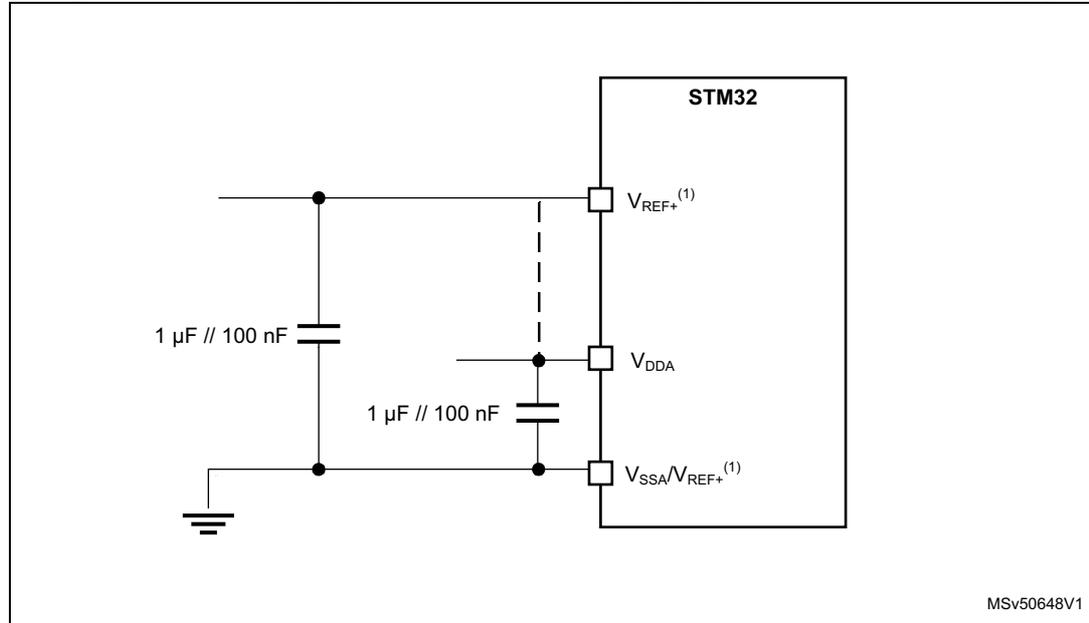 STM32
VREF+(1)
1 µF // 100 nF
VDDA
1 µF // 100 nF
VSSA/VREF+(1)
MSv50648V1